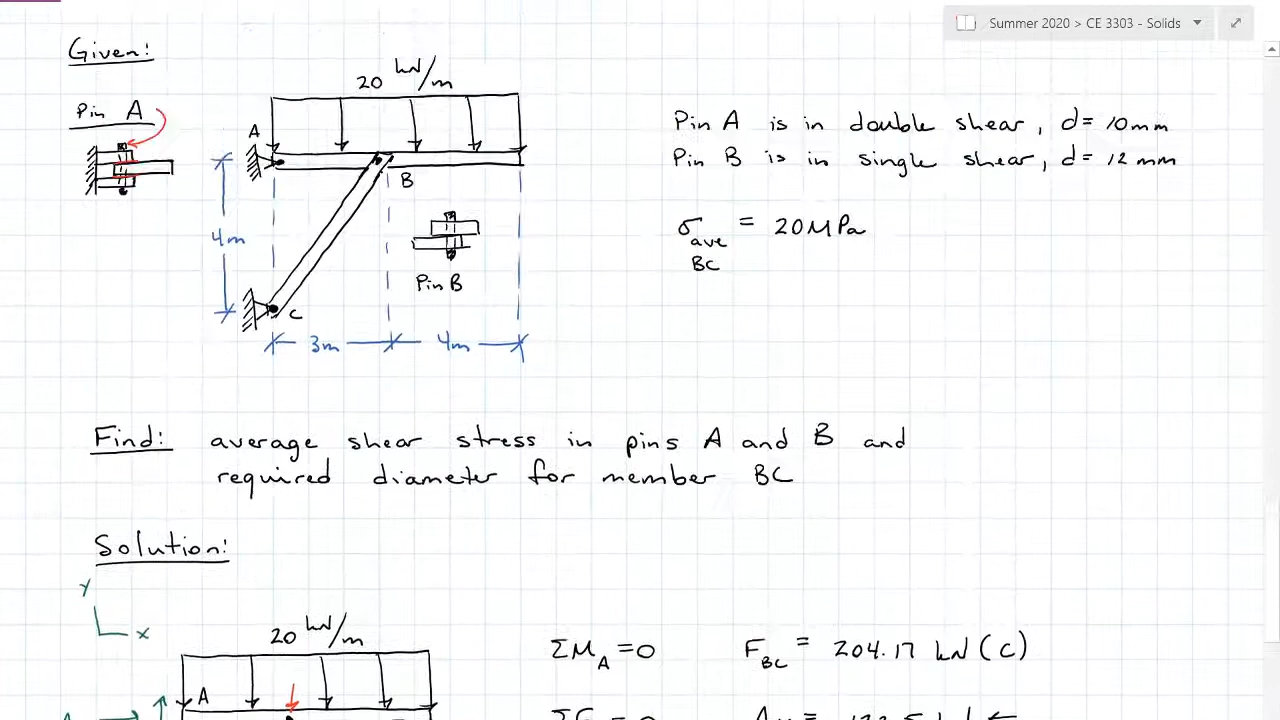 Summer 2020 > CE 3303 - Solids
Given:
Pin A
20 kN/m
A
B
4m
Pin B
C
3m
4m
Pin A is in double shear, d = 10mm
Pin B is in single shear, d = 12 mm
σ ave BC = 20 MPa
Find: average shear stress in pins A and B and
required diameter for member BC
Solution:
Y
x
20 kN/m
A
ΣM_A = 0 F_BC = 204.17 kN (C)